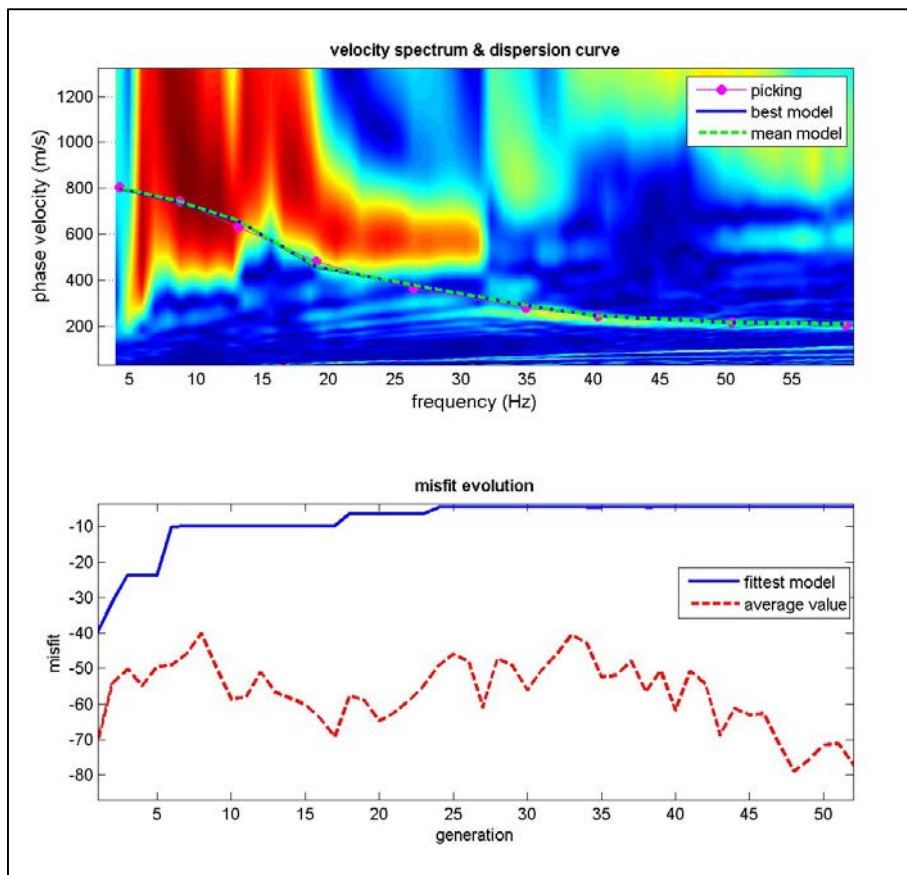 velocity spectrum & dispersion curve
phase velocity (m/s)
1200
1000
800
600
400
200
picking
best model
mean model
5 10 15 20 25 30 35 40 45 50 55
frequency (Hz)
misfit evolution
misfit
-10
-20
-30
-40
-50
-60
-70
-80
fittest model
average value
5 10 15 20 25 30 35 40 45 50
generation